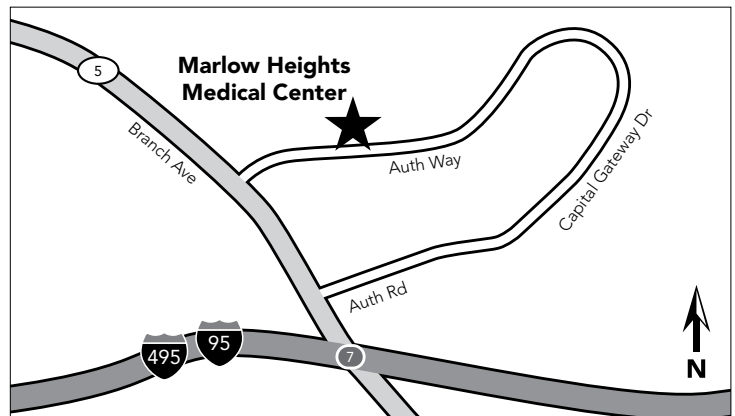 5
Marlow Heights
Medical Center
Branch Ave
Auth Way
Capital Gateway Dr
Auth Rd
495
95
7
N